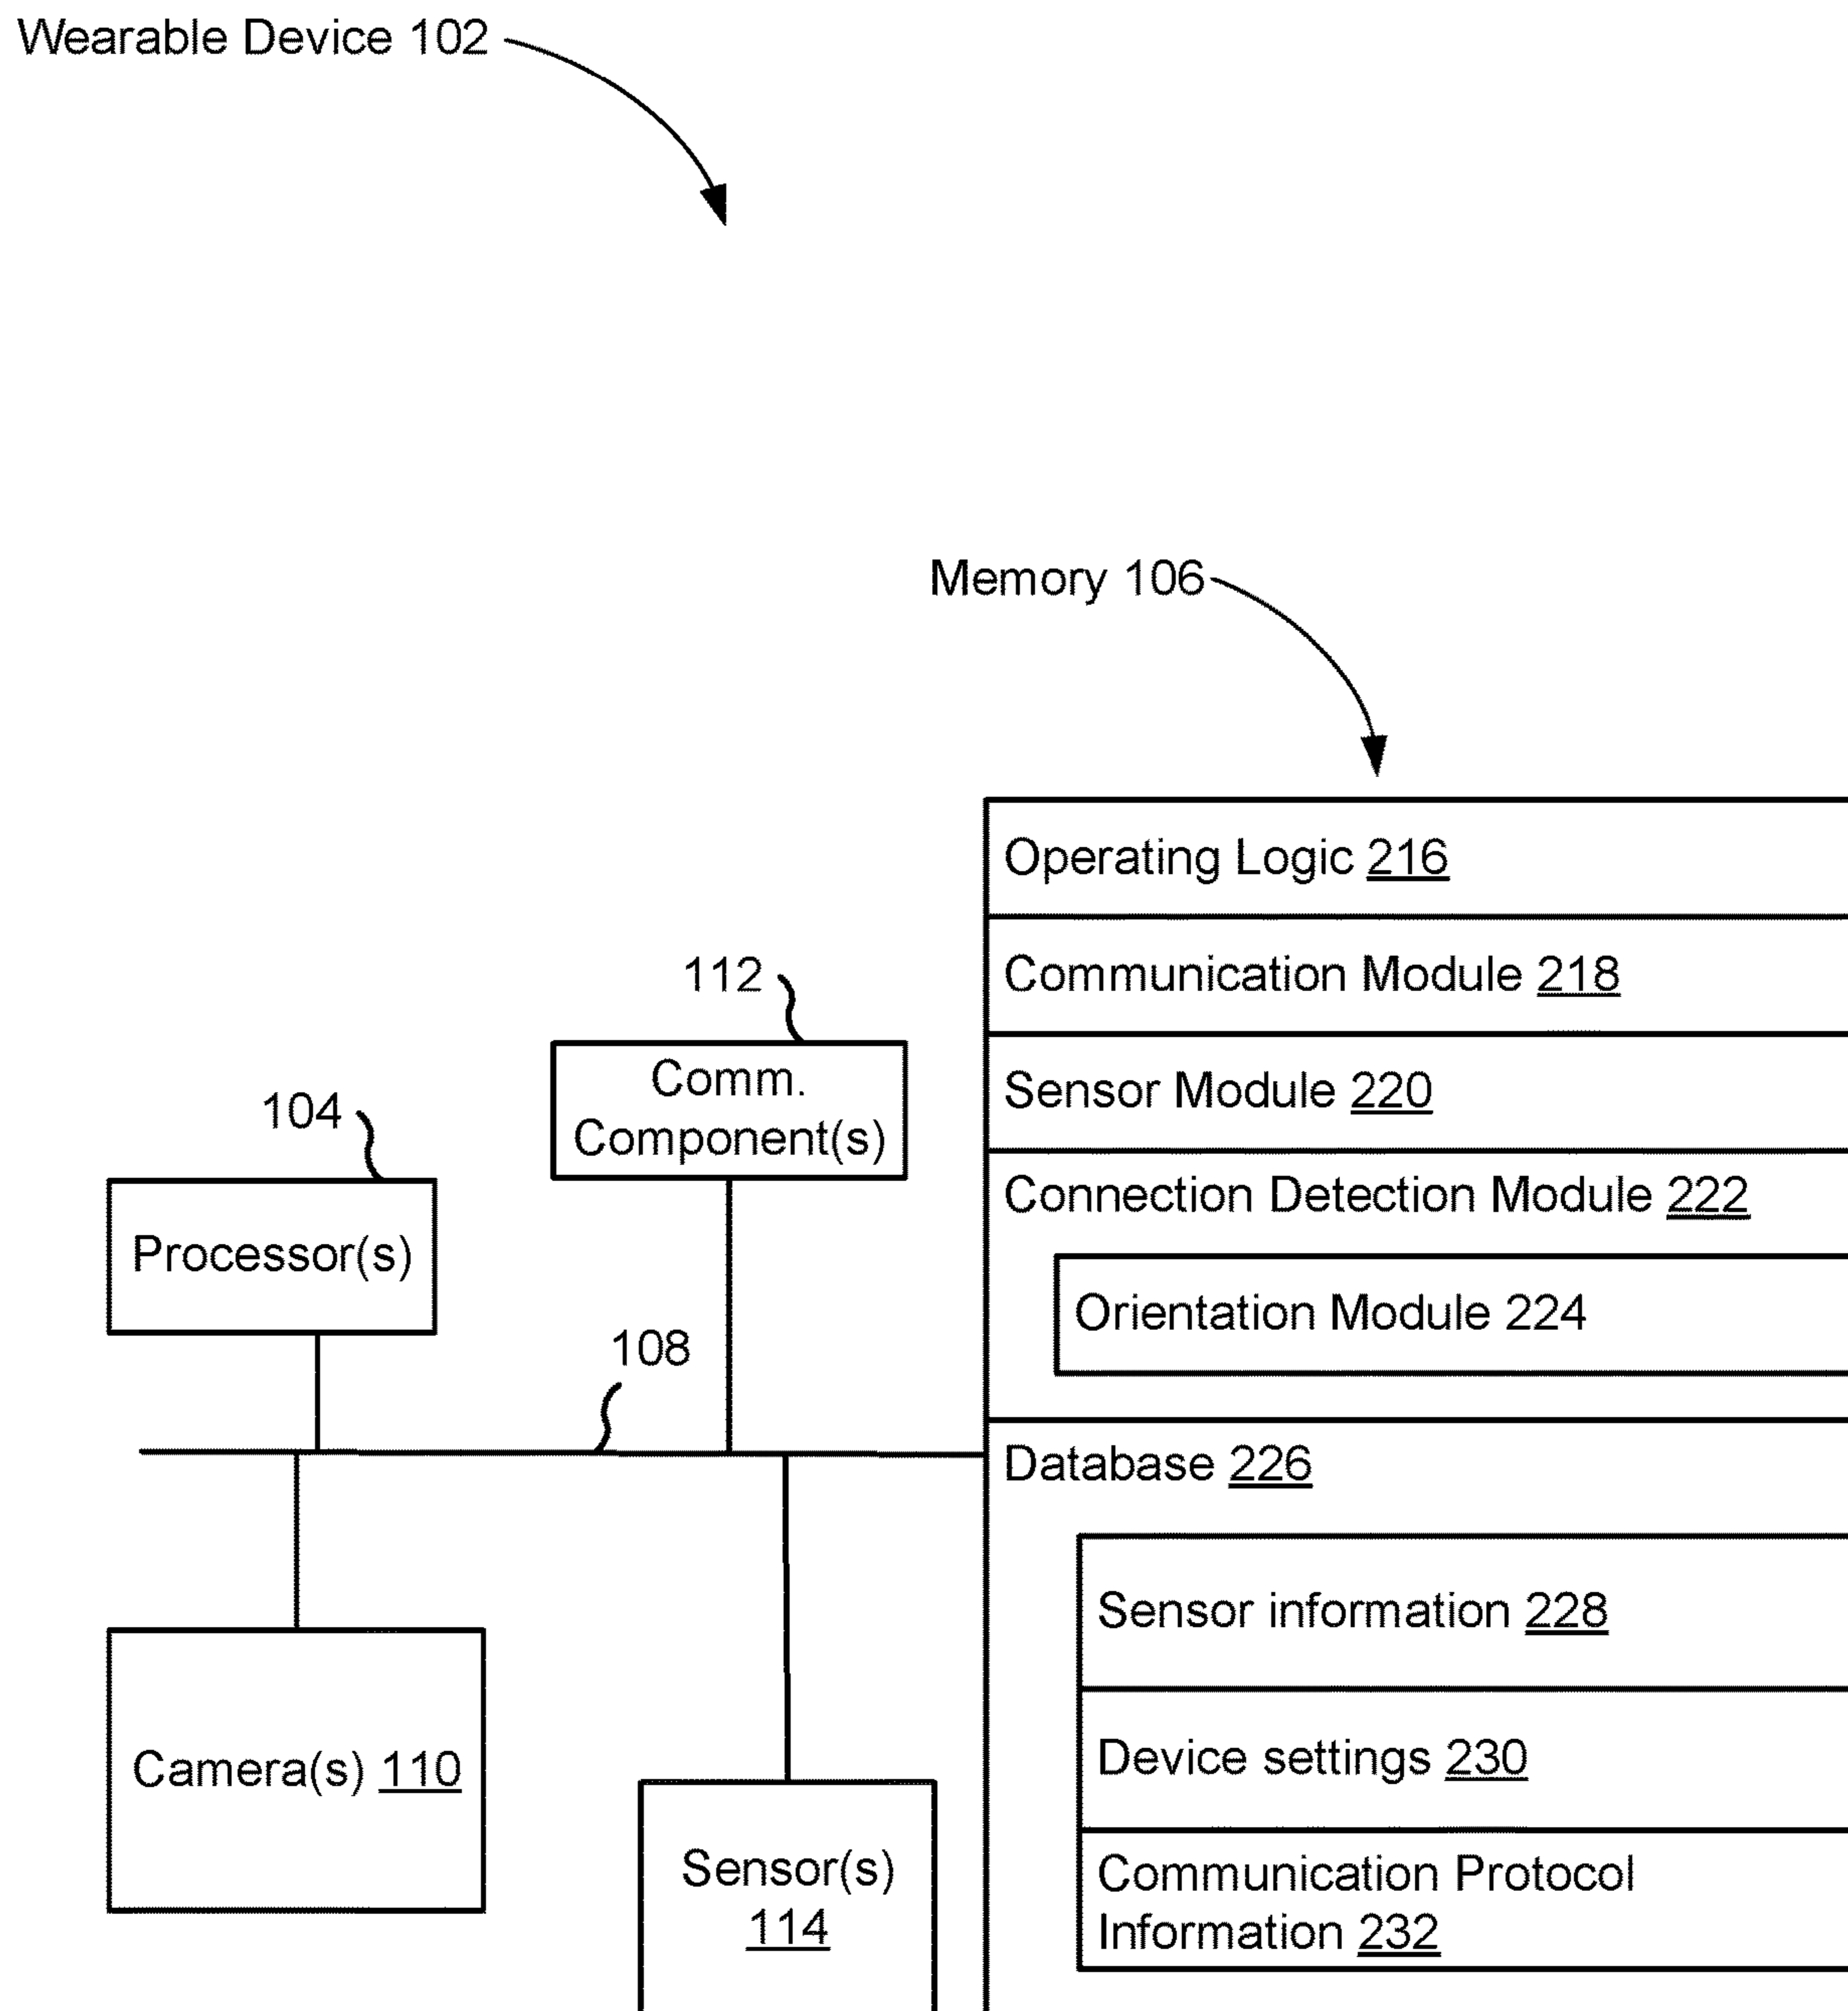 Wearable Device 102
Memory 106
Operating Logic 216
Communication Module 218
Sensor Module 220
Connection Detection Module 222
Orientation Module 224
Database 226
Sensor information 228
Device settings 230
Communication Protocol
Information 232
112
Comm.
Component(s)
104
Processor(s)
108
Camera(s) 110
Sensor(s)
114